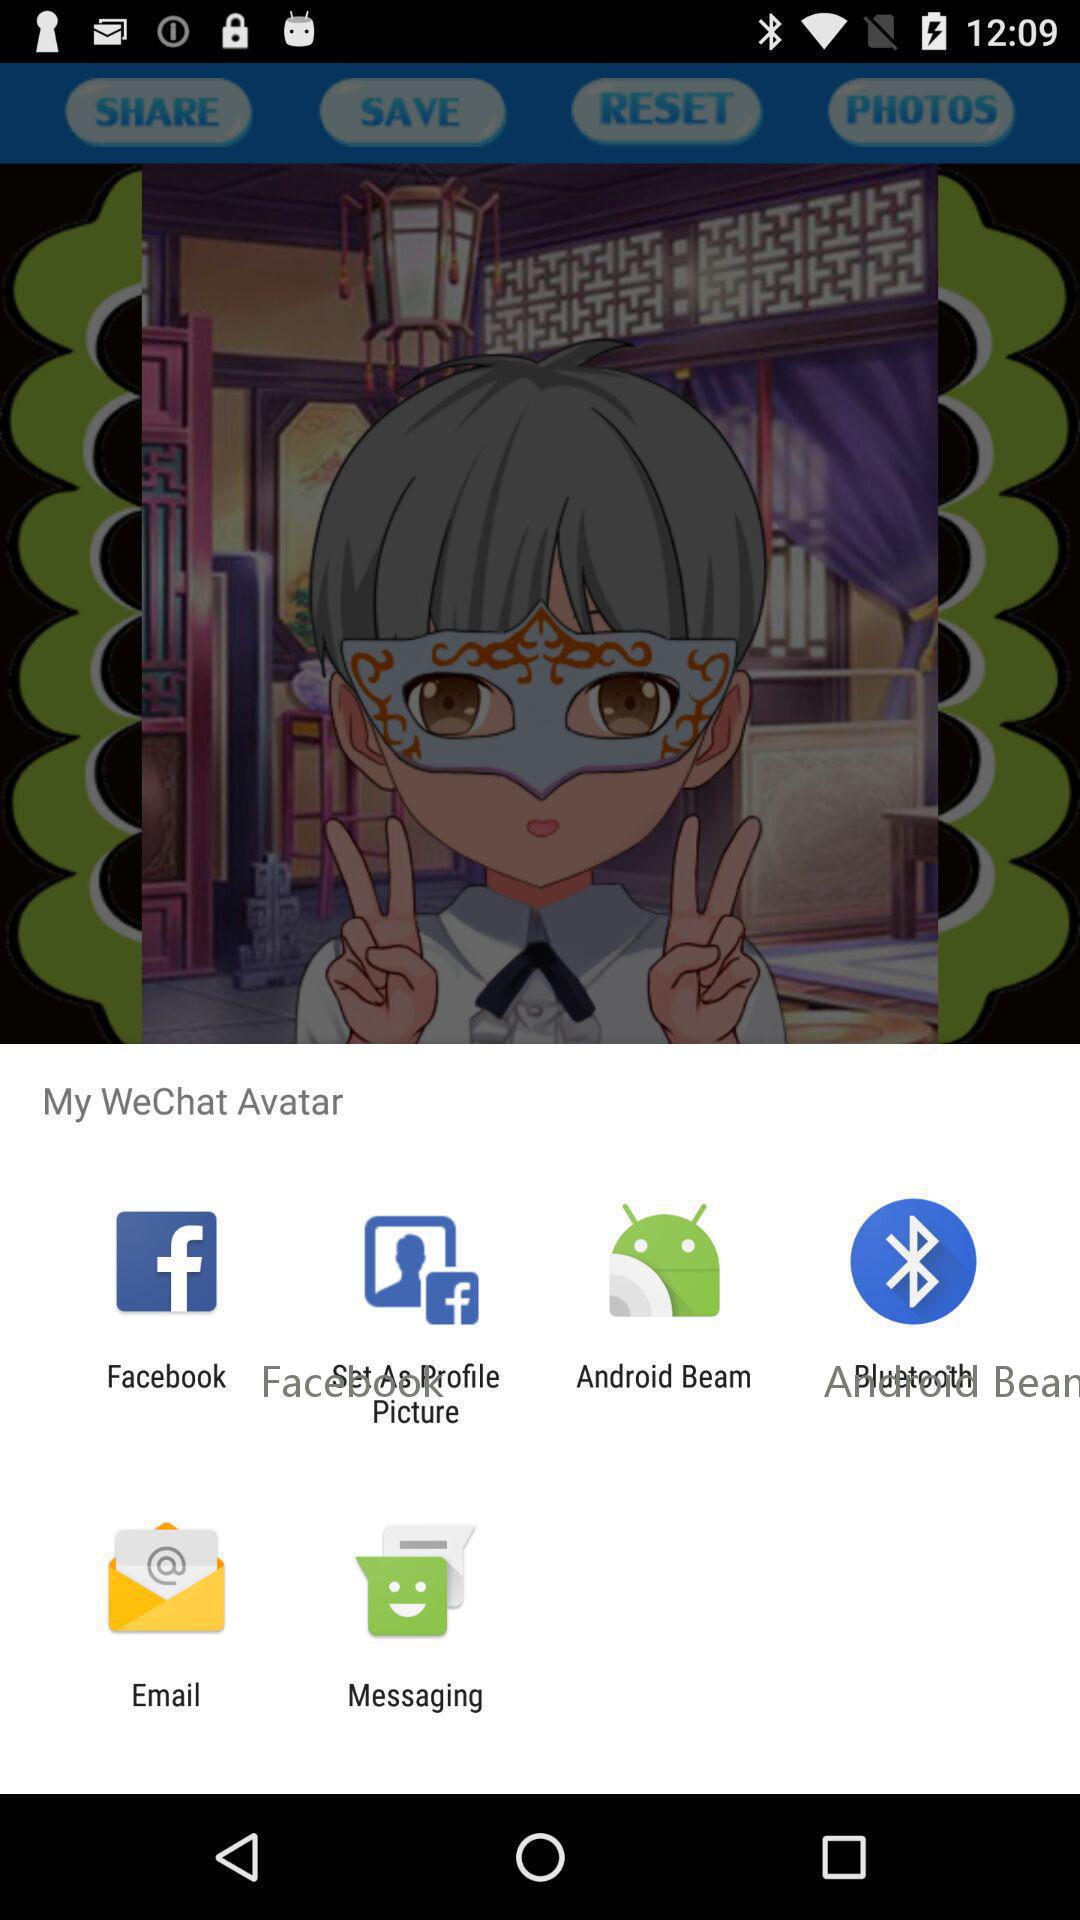 12:09
SHARE SAVE RESET PHOTOS
My WeChat Avatar
Facebook Set As Profile Picture Android Beam Bluetooth
Facebook Android Bean
Email Messaging